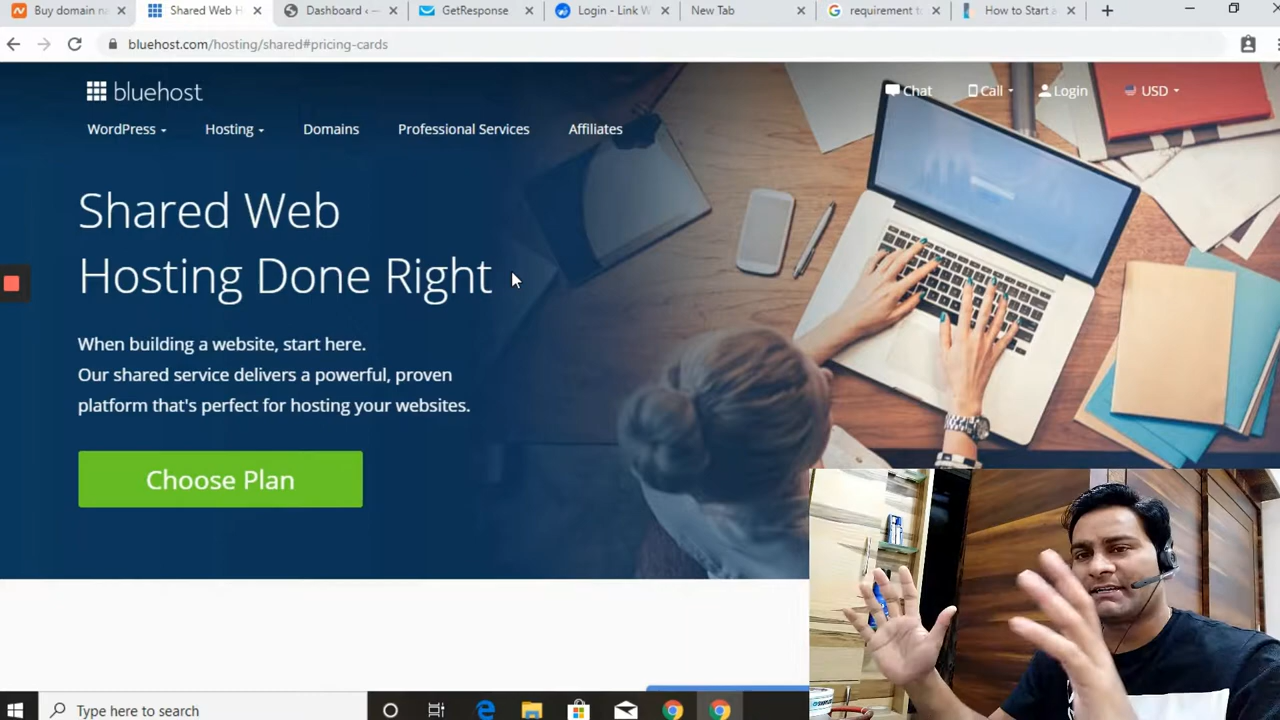 Buy domain n
Shared Web H
Dashboard ‹
GetResponse
Login - Link W
New Tab
requirement t
How to Start a
bluehost.com/hosting/shared#pricing-cards
bluehost
Chat
Call
Login
USD
WordPress
Hosting
Domains
Professional Services
Affiliates
Shared Web
Hosting Done Right
When building a website, start here.
Our shared service delivers a powerful, proven
platform that's perfect for hosting your websites.
Choose Plan
Type here to search